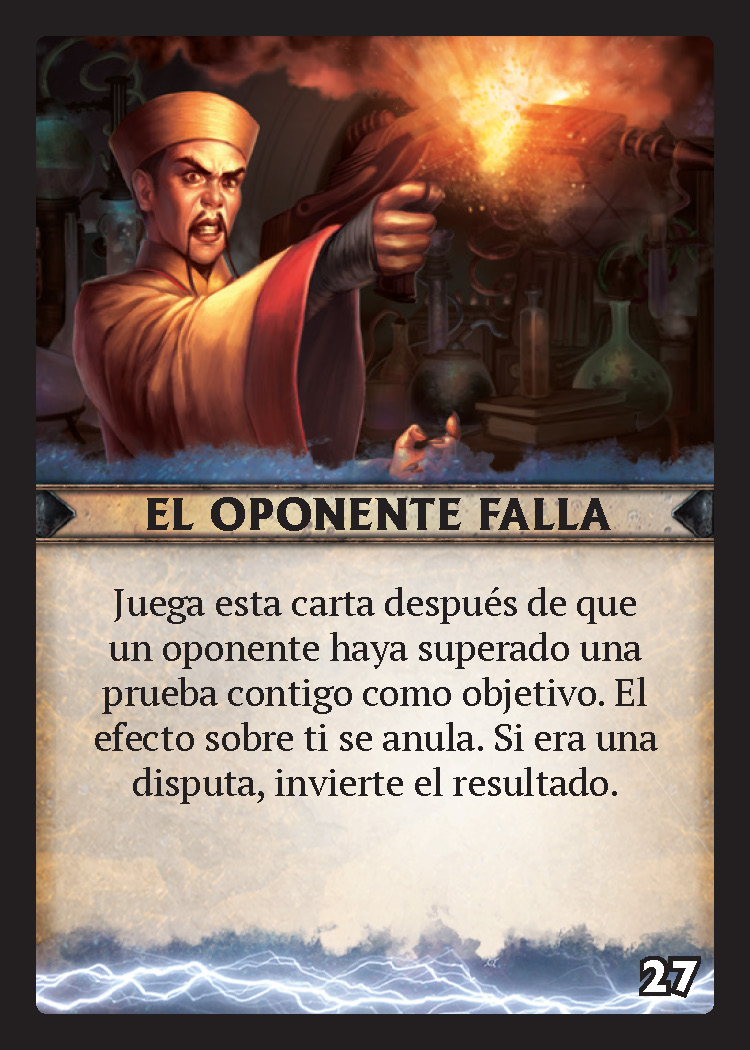 EL OPONENTE FALLA
Juega esta carta después de que
un oponente haya superado una
prueba contigo como objetivo. El
efecto sobre ti se anula. Si era una
disputa, invierte el resultado.
27